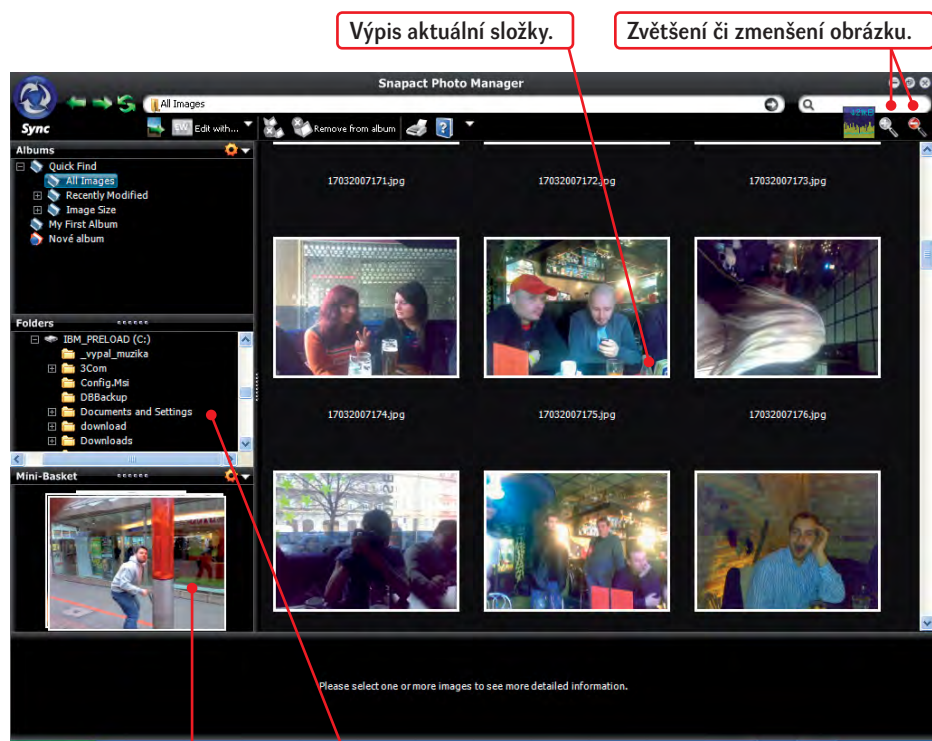 Výpis aktuální složky.
Zvětšení či zmenšení obrázku.
Snapact Photo Manager
All Images
Sync
Edit with...
Remove from album
Albums
Quick Find
All Images
Recently Modified
Image Size
My First Album
Nové album
17032007171.jpg
17032007172.jpg
17032007173.jpg
Folders
IBM_PRELOAD (C:)
_vypal_muzika
3Com
Config.Msi
DBBackup
Documents and Settings
download
Downloads
17032007174.jpg
17032007175.jpg
17032007176.jpg
Mini-Basket
Please select one or more images to see more detailed information.